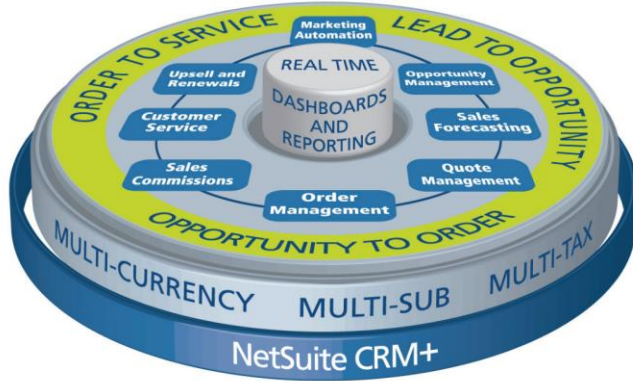 ORDER TO SERVICE
LEAD TO OPPORTUNITY
Marketing
Automation
Upsell and
Renewals
REAL TIME
Opportunity
Management
Customer
Service
DASHBOARDS
AND
REPORTING
Sales
Forecasting
Sales
Commissions
Quote
Management
Order
Management
OPPORTUNITY TO ORDER
MULTI-CURRENCY
MULTI-SUB
MULTI-TAX
NetSuite CRM+